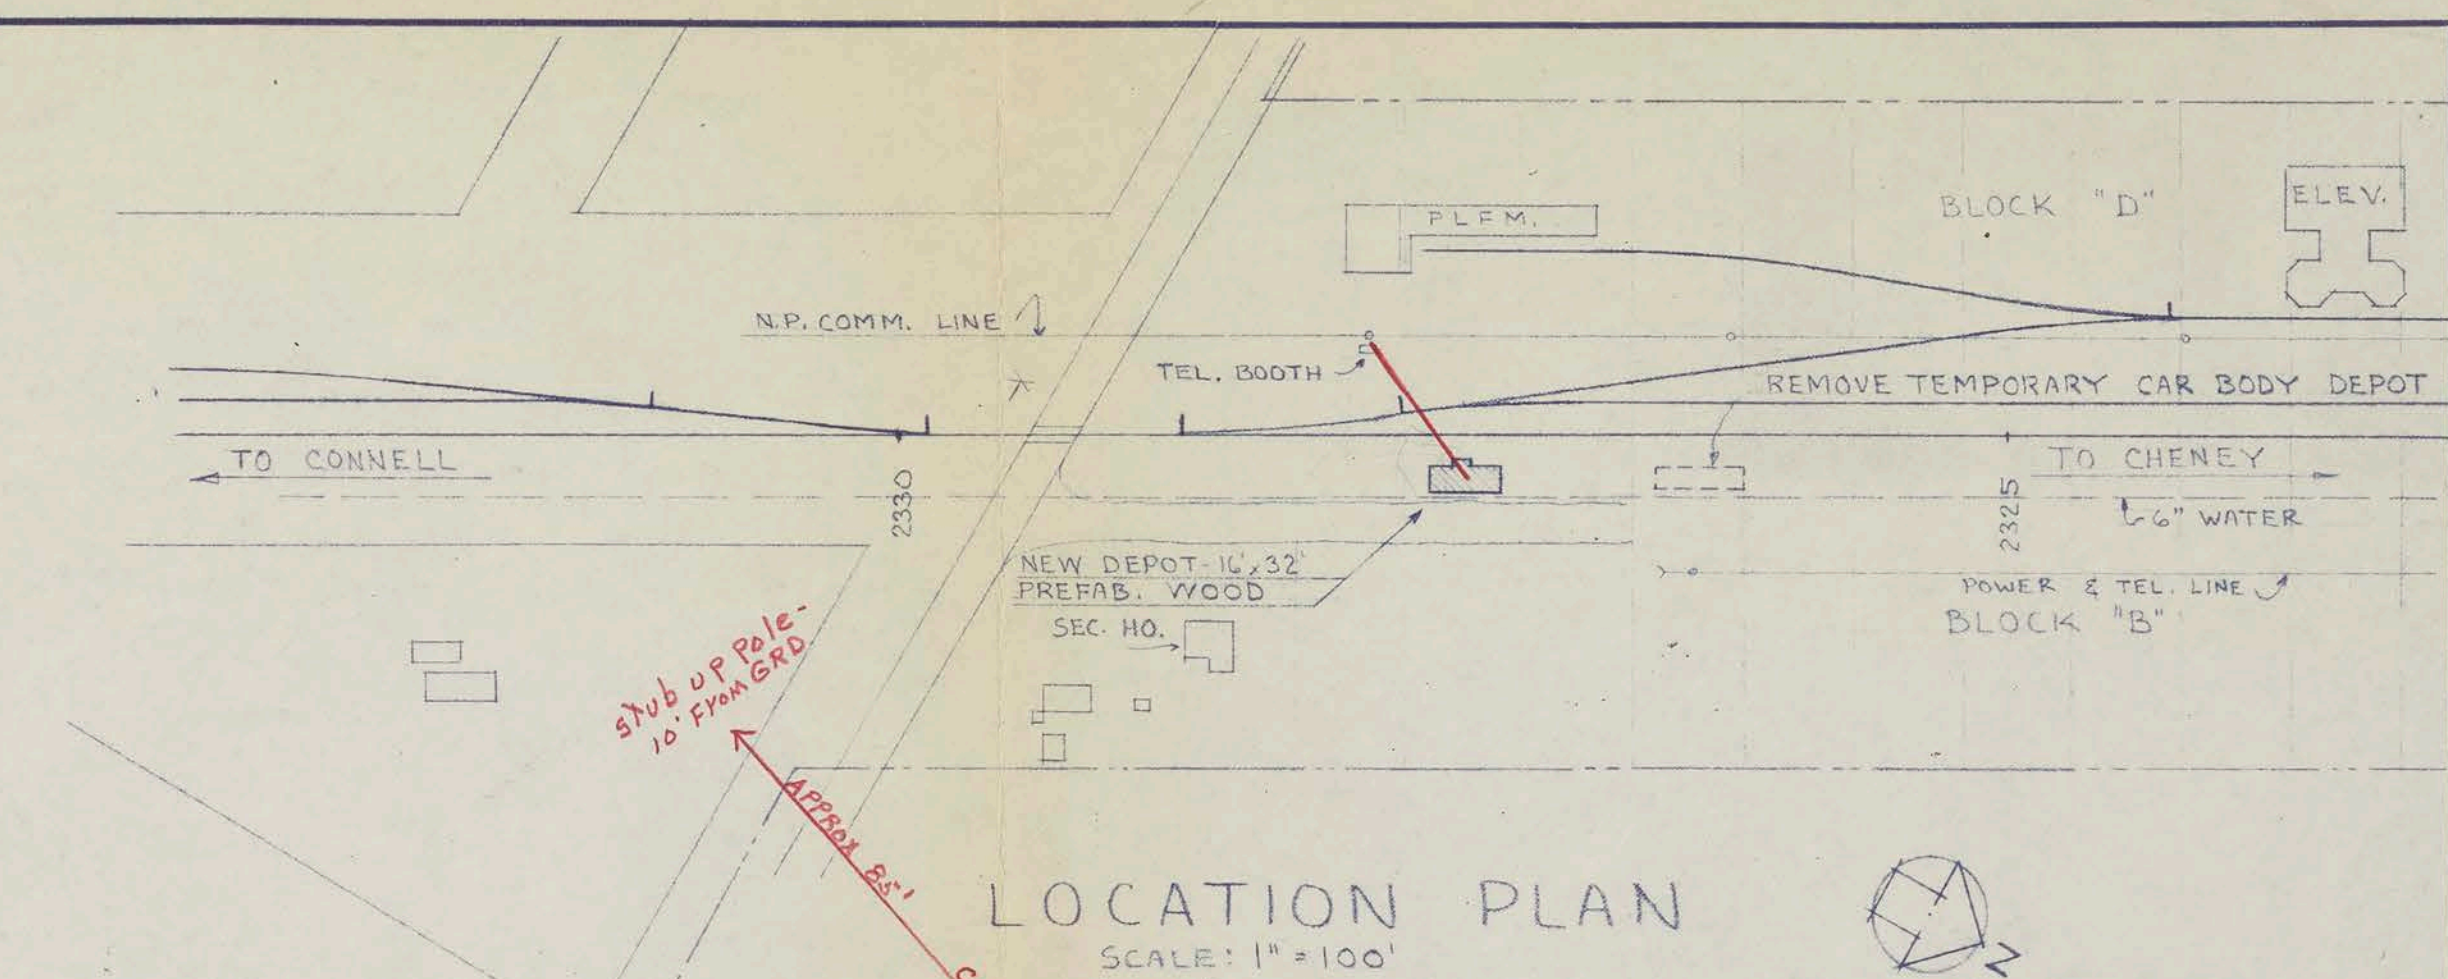 PLFM.
BLOCK "D"
ELEV.
N.P. COMM. LINE
TEL. BOOTH
REMOVE TEMPORARY CAR BODY DEPOT
TO CONNELL
TO CHENEY
2330
2325
6" WATER
NEW DEPOT-16'x32'
PREFAB. WOOD
POWER & TEL. LINE
BLOCK "B"
SEC. HO.
stub up pole-
10' FROM GRD
APPROX 85'
LOCATION PLAN
SCALE: 1" = 100'
N